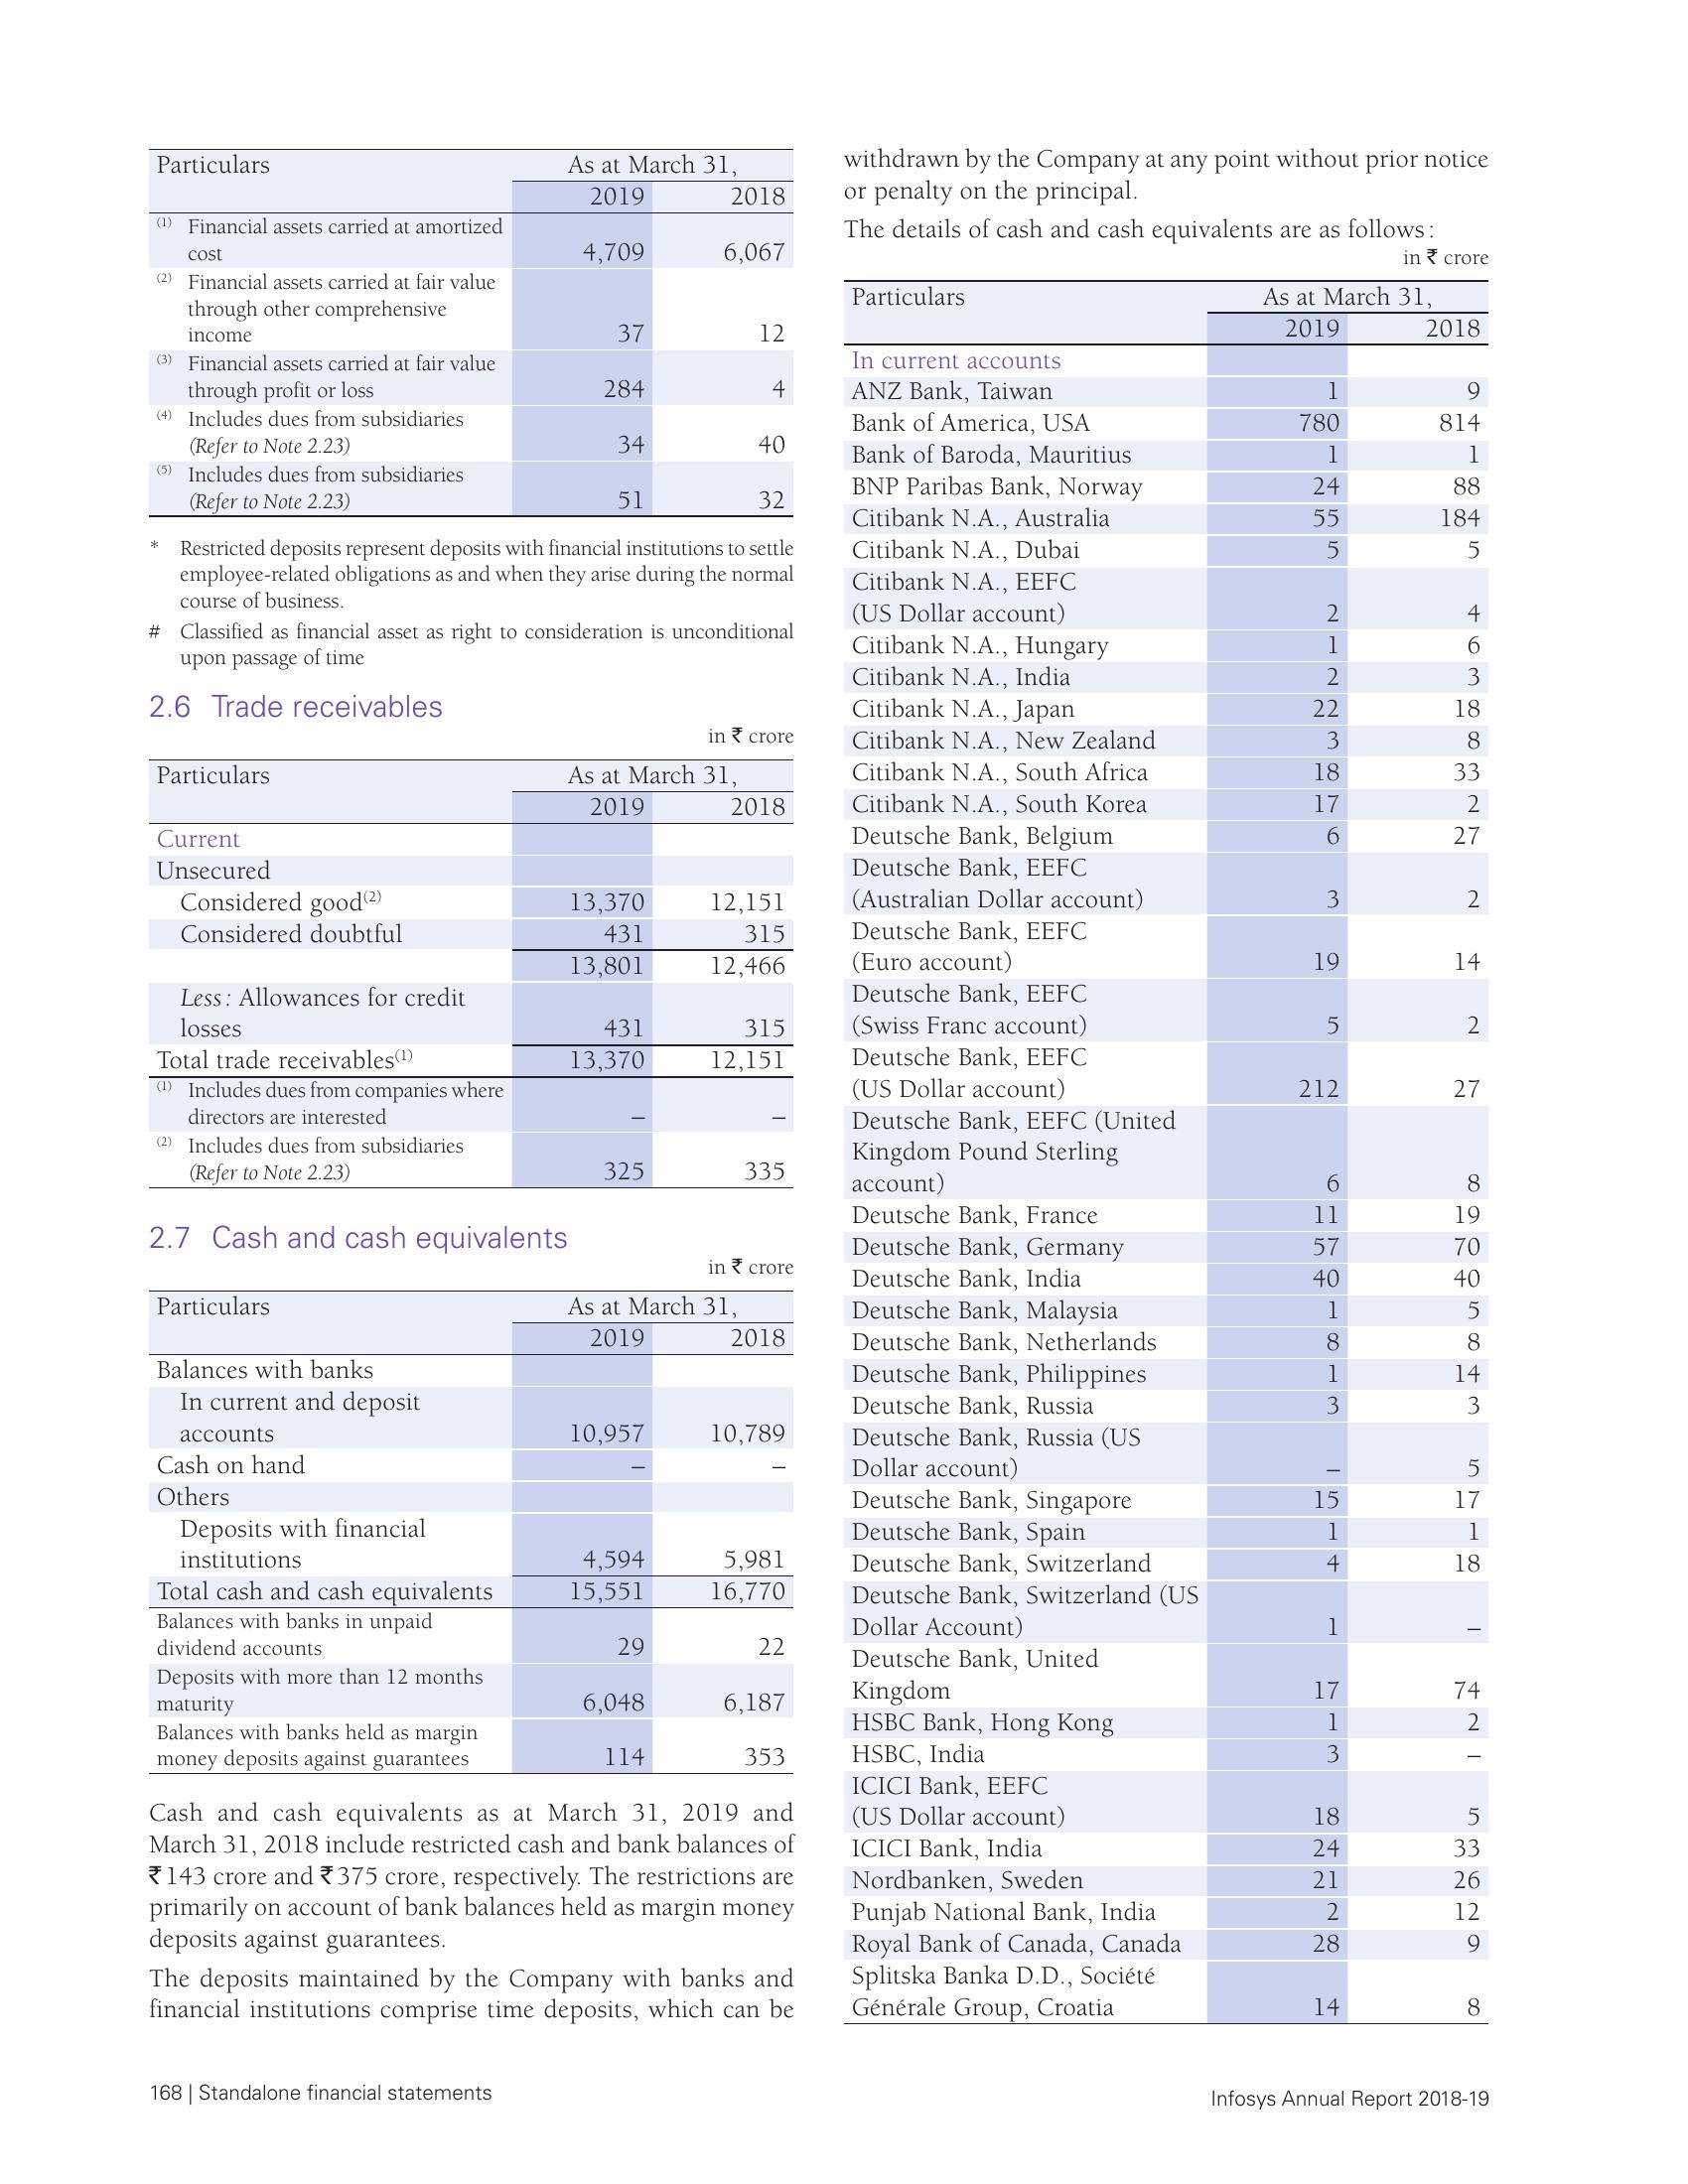 Particulars As at March 31,
2019 2018
(1) Financial assets carried at amortized
cost 4,709 6,067
(2) Financial assets carried at fair value
through other comprehensive
income 37 12
(3) Financial assets carried at fair value
through profit or loss 284 4
(4) Includes dues from subsidiaries
(Refer to Note 2.23) 34 40
(5) Includes dues from subsidiaries
(Refer to Note 2.23) 51 32
* Restricted deposits represent deposits with financial institutions to settle
employee-related obligations as and when they arise during the normal
course of business.
# Classified as financial asset as right to consideration is unconditional
upon passage of time
2.6 Trade receivables
in ₹ crore
Particulars As at March 31,
2019 2018
Current
Unsecured
Considered good(2) 13,370 12,151
Considered doubtful 431 315
13,801 12,466
Less: Allowances for credit
losses 431 315
Total trade receivables(1) 13,370 12,151
(1) Includes dues from companies where
directors are interested – –
(2) Includes dues from subsidiaries
(Refer to Note 2.23) 325 335
2.7 Cash and cash equivalents
in ₹ crore
Particulars As at March 31,
2019 2018
Balances with banks
In current and deposit
accounts 10,957 10,789
Cash on hand – –
Others
Deposits with financial
institutions 4,594 5,981
Total cash and cash equivalents 15,551 16,770
Balances with banks in unpaid
dividend accounts 29 22
Deposits with more than 12 months
maturity 6,048 6,187
Balances with banks held as margin
money deposits against guarantees 114 353
Cash and cash equivalents as at March 31, 2019 and
March 31, 2018 include restricted cash and bank balances of
₹143 crore and ₹375 crore, respectively. The restrictions are
primarily on account of bank balances held as margin money
deposits against guarantees.
The deposits maintained by the Company with banks and
financial institutions comprise time deposits, which can be
withdrawn by the Company at any point without prior notice
or penalty on the principal.
The details of cash and cash equivalents are as follows:
in ₹ crore
Particulars As at March 31,
2019 2018
In current accounts
ANZ Bank, Taiwan 1 9
Bank of America, USA 780 814
Bank of Baroda, Mauritius 1 1
BNP Paribas Bank, Norway 24 88
Citibank N.A., Australia 55 184
Citibank N.A., Dubai 5 5
Citibank N.A., EEFC
(US Dollar account) 2 4
Citibank N.A., Hungary 1 6
Citibank N.A., India 2 3
Citibank N.A., Japan 22 18
Citibank N.A., New Zealand 3 8
Citibank N.A., South Africa 18 33
Citibank N.A., South Korea 17 2
Deutsche Bank, Belgium 6 27
Deutsche Bank, EEFC
(Australian Dollar account) 3 2
Deutsche Bank, EEFC
(Euro account) 19 14
Deutsche Bank, EEFC
(Swiss Franc account) 5 2
Deutsche Bank, EEFC
(US Dollar account) 212 27
Deutsche Bank, EEFC (United
Kingdom Pound Sterling
account) 6 8
Deutsche Bank, France 11 19
Deutsche Bank, Germany 57 70
Deutsche Bank, India 40 40
Deutsche Bank, Malaysia 1 5
Deutsche Bank, Netherlands 8 8
Deutsche Bank, Philippines 1 14
Deutsche Bank, Russia 3 3
Deutsche Bank, Russia (US
Dollar account) – 5
Deutsche Bank, Singapore 15 17
Deutsche Bank, Spain 1 1
Deutsche Bank, Switzerland 4 18
Deutsche Bank, Switzerland (US
Dollar Account) 1 –
Deutsche Bank, United
Kingdom 17 74
HSBC Bank, Hong Kong 1 2
HSBC, India 3 –
ICICI Bank, EEFC
(US Dollar account) 18 5
ICICI Bank, India 24 33
Nordbanken, Sweden 21 26
Punjab National Bank, India 2 12
Royal Bank of Canada, Canada 28 9
Splitska Banka D.D., Société
Générale Group, Croatia 14 8
168 | Standalone financial statements
Infosys Annual Report 2018-19